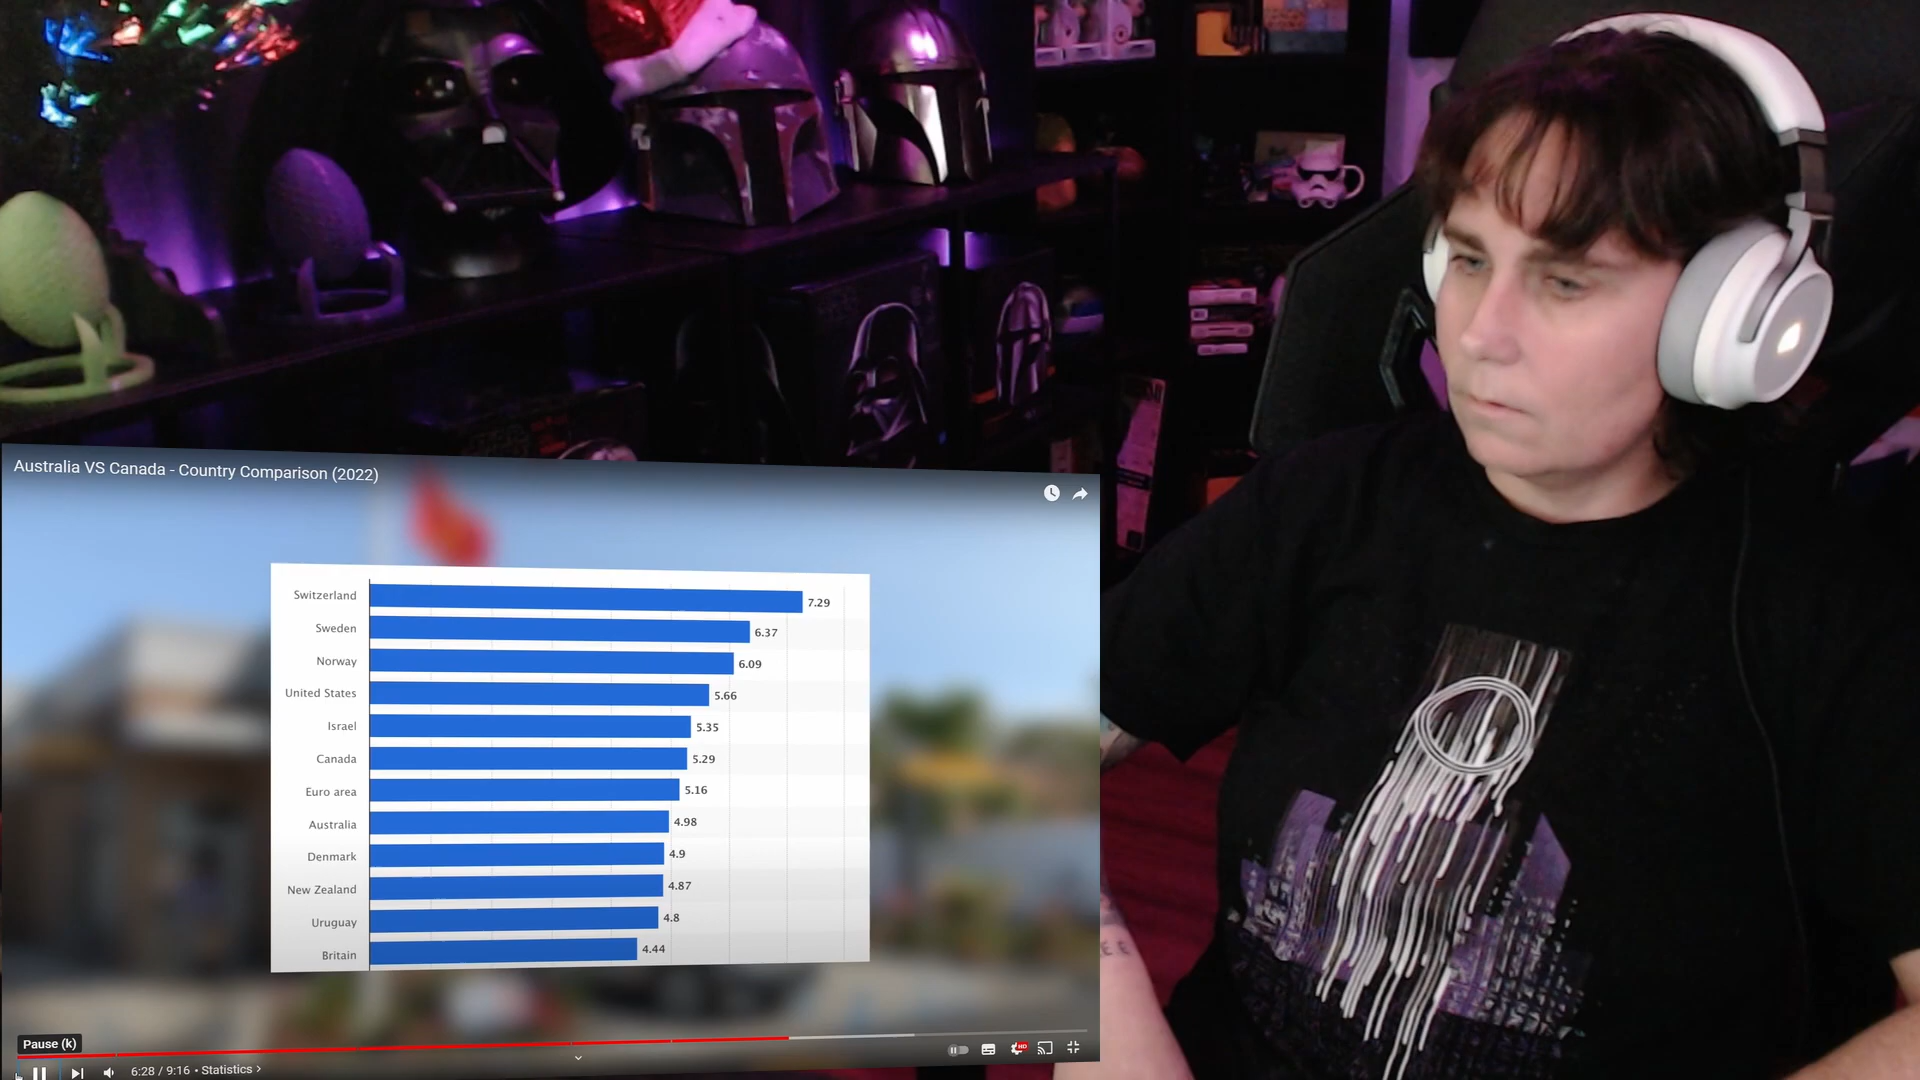 Australia VS Canada - Country Comparison (2022)
Switzerland 7.29
Sweden 6.37
Norway 6.09
United States 5.66
Israel 5.35
Canada 5.29
Euro area 5.16
Australia 4.98
Denmark 4.9
New Zealand 4.87
Uruguay 4.8
Britain 4.44
Pause (k)
HD
6:28 / 9:16 • Statistics >